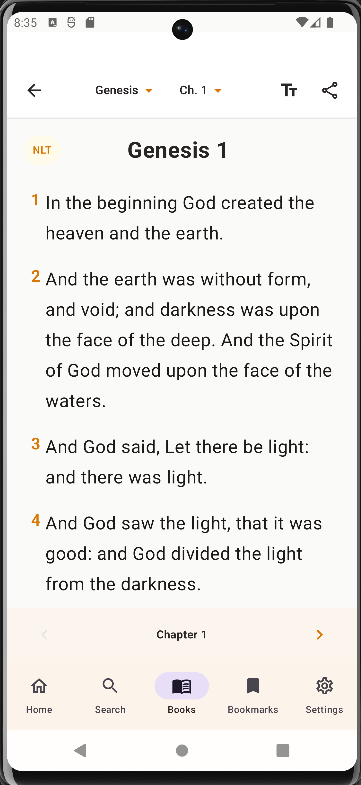 8:35
Genesis Ch. 1 Tт
NLT Genesis 1
1 In the beginning God created the
heaven and the earth.
2 And the earth was without form,
and void; and darkness was upon
the face of the deep. And the Spirit
of God moved upon the face of the
waters.
3 And God said, Let there be light:
and there was light.
4 And God saw the light, that it was
good: and God divided the light
from the darkness.
Chapter 1
Home Search Books Bookmarks Settings